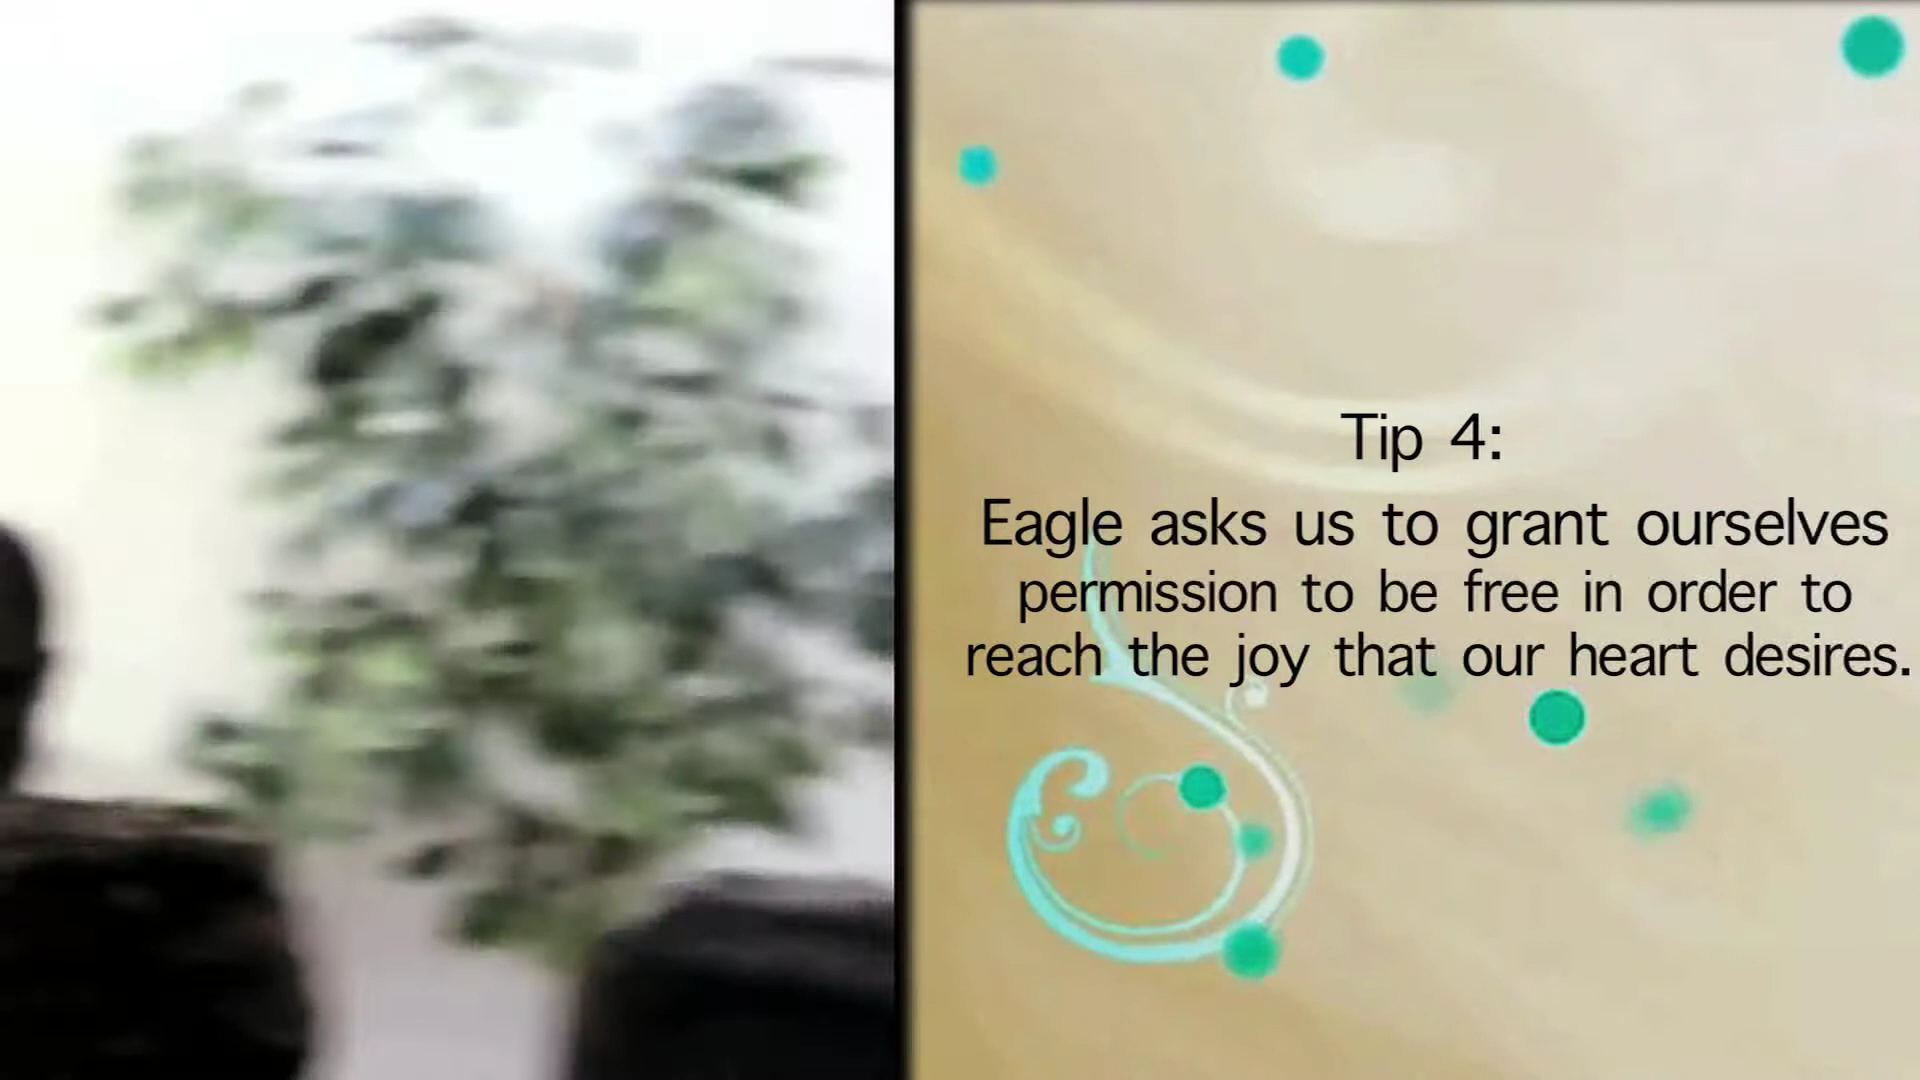 Tip 4:
Eagle asks us to grant ourselves
permission to be free in order to
reach the joy that our heart desires.